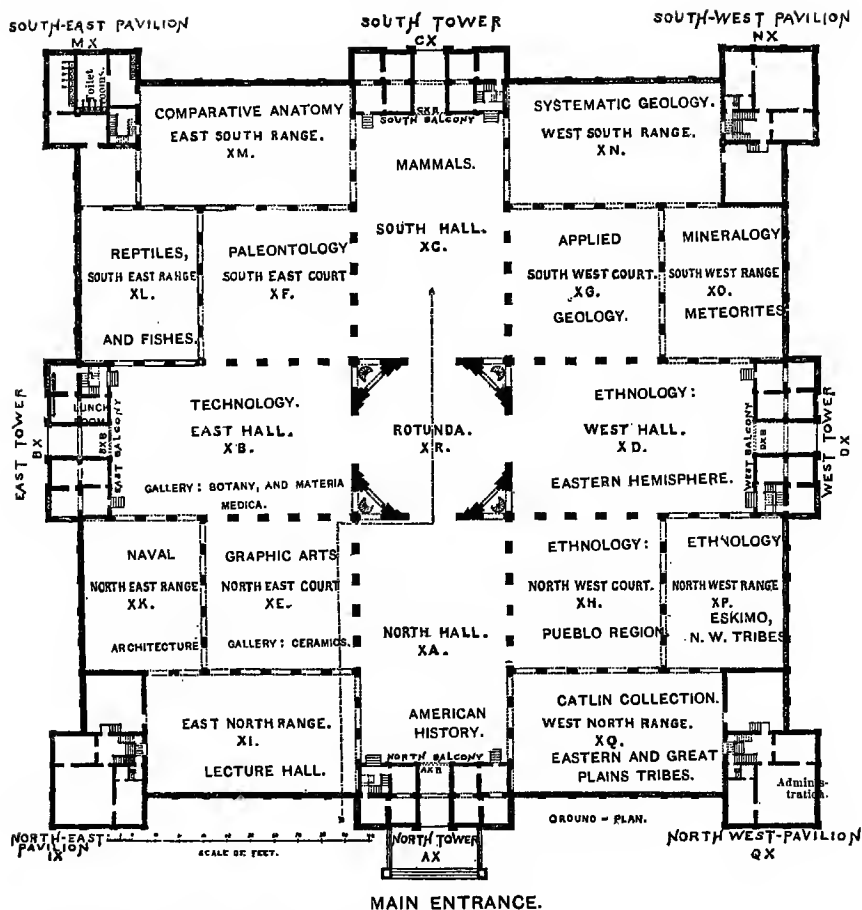 SOUTH-EAST PAVILION
MX
SOUTH TOWER
CX
SOUTH-WEST PAVILION
NX
Toilet
rooms.
CXB
SOUTH BALCONY
COMPARATIVE ANATOMY
EAST SOUTH RANGE.
XM.
MAMMALS.
SOUTH HALL.
XC.
SYSTEMATIC GEOLOGY.
WEST SOUTH RANGE.
XN.
REPTILES,
SOUTH EAST RANGE
XL.
AND FISHES.
PALEONTOLOGY
SOUTH EAST COURT
XF.
APPLIED
SOUTH WEST COURT.
XG.
GEOLOGY.
MINERALOGY
SOUTH WEST RANGE
XO.
METEORITES
EAST TOWER
BX
LUNCH
ROOM
BXB
EAST BALCONY
TECHNOLOGY.
EAST HALL.
XB.
GALLERY: BOTANY, AND MATERIA
MEDICA.
ROTUNDA.
XR.
ETHNOLOGY:
WEST HALL.
XD.
EASTERN HEMISPHERE.
WEST BALCONY
DXB
WEST TOWER
DX
NAVAL
NORTH EAST RANGE
XK.
ARCHITECTURE
GRAPHIC ARTS
NORTH EAST COURT
XE.
GALLERY: CERAMICS.
NORTH HALL.
XA.
AMERICAN
HISTORY.
ETHNOLOGY:
NORTH WEST COURT.
XH.
PUEBLO REGION.
ETHNOLOGY
NORTH WEST RANGE
XP.
ESKIMO,
N. W. TRIBES.
EAST NORTH RANGE.
XI.
LECTURE HALL.
NORTH BALCONY
AXB
CATLIN COLLECTION.
WEST NORTH RANGE.
XQ.
EASTERN AND GREAT
PLAINS TRIBES.
Adminis-
tration.
NORTH-EAST
PAVILION
IX
SCALE OF FEET.
NORTH TOWER
AX
GROUND-PLAN.
NORTH WEST-PAVILION
QX
MAIN ENTRANCE.